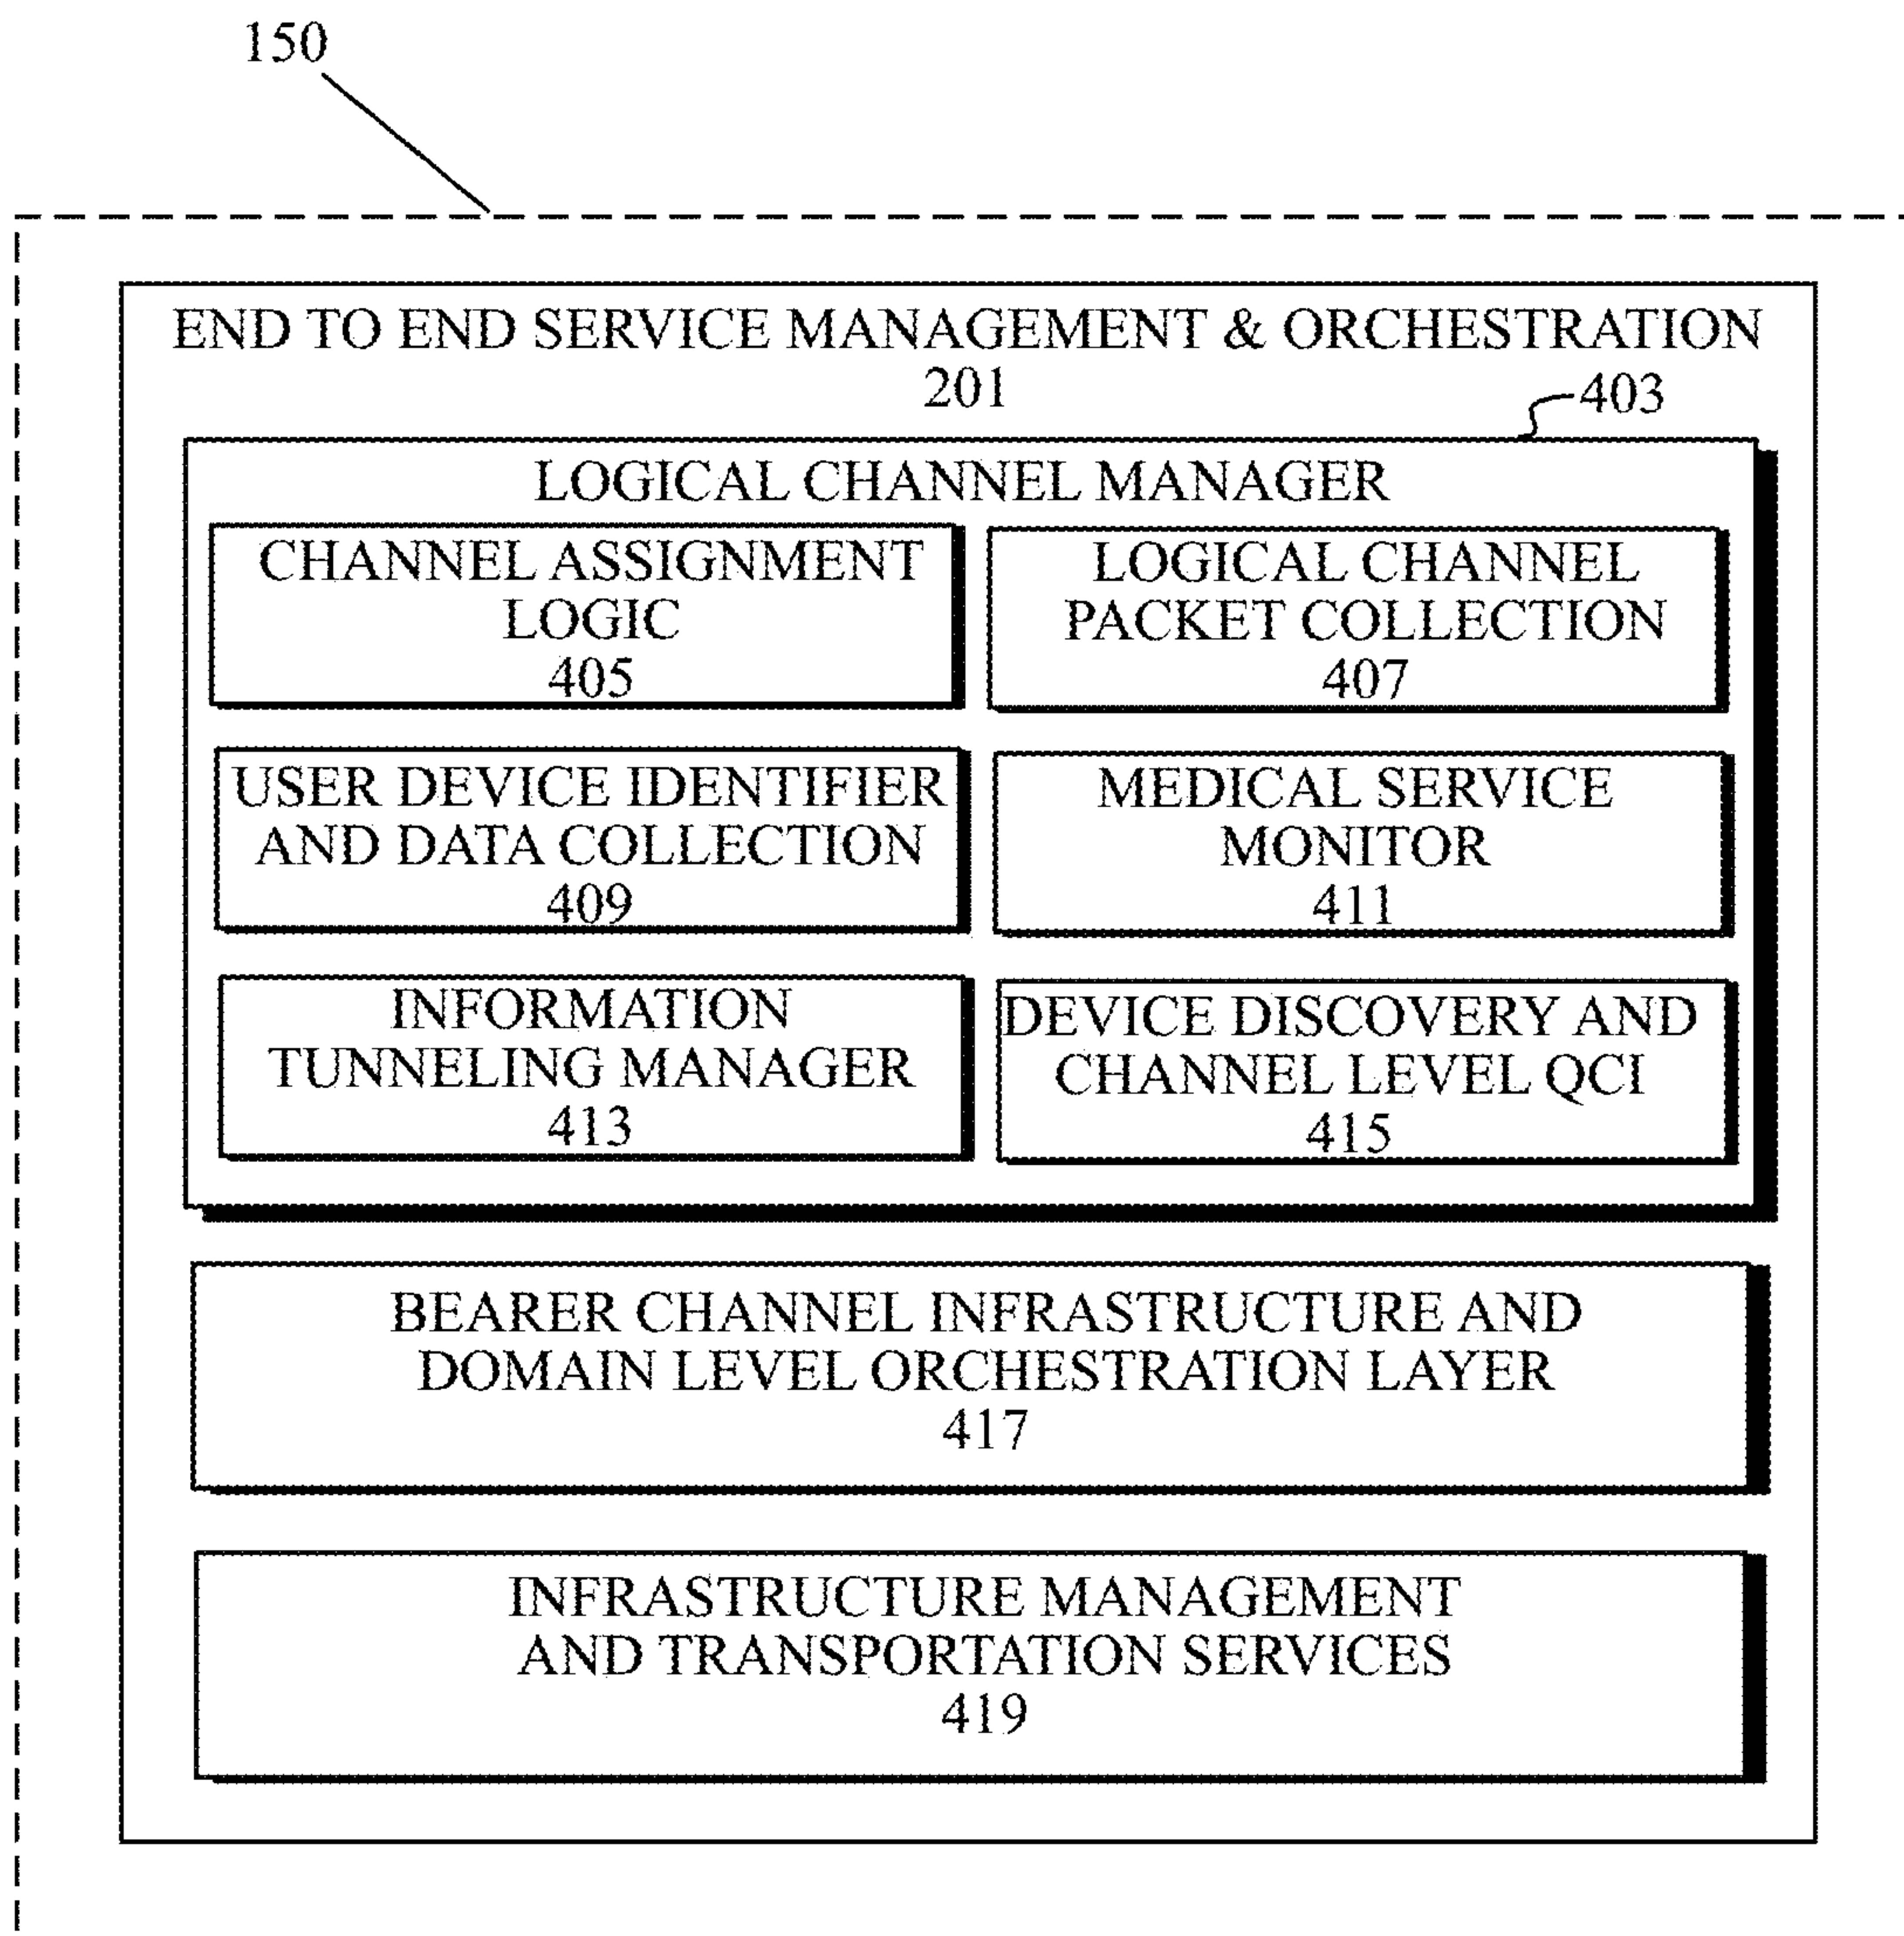 150
END TO END SERVICE MANAGEMENT & ORCHESTRATION
201
403
LOGICAL CHANNEL MANAGER
CHANNEL ASSIGNMENT
LOGIC
405
LOGICAL CHANNEL
PACKET COLLECTION
407
USER DEVICE IDENTIFIER
AND DATA COLLECTION
409
MEDICAL SERVICE
MONITOR
411
INFORMATION
TUNNELING MANAGER
413
DEVICE DISCOVERY AND
CHANNEL LEVEL QCI
415
BEARER CHANNEL INFRASTRUCTURE AND
DOMAIN LEVEL ORCHESTRATION LAYER
417
INFRASTRUCTURE MANAGEMENT
AND TRANSPORTATION SERVICES
419